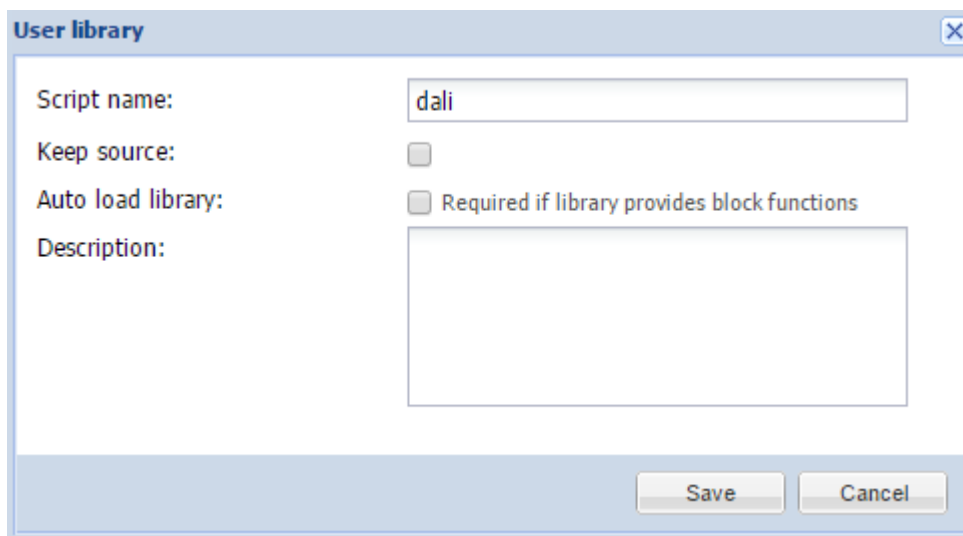 User library
Script name:
dali
Keep source:
Auto load library:
Required if library provides block functions
Description:
Save
Cancel